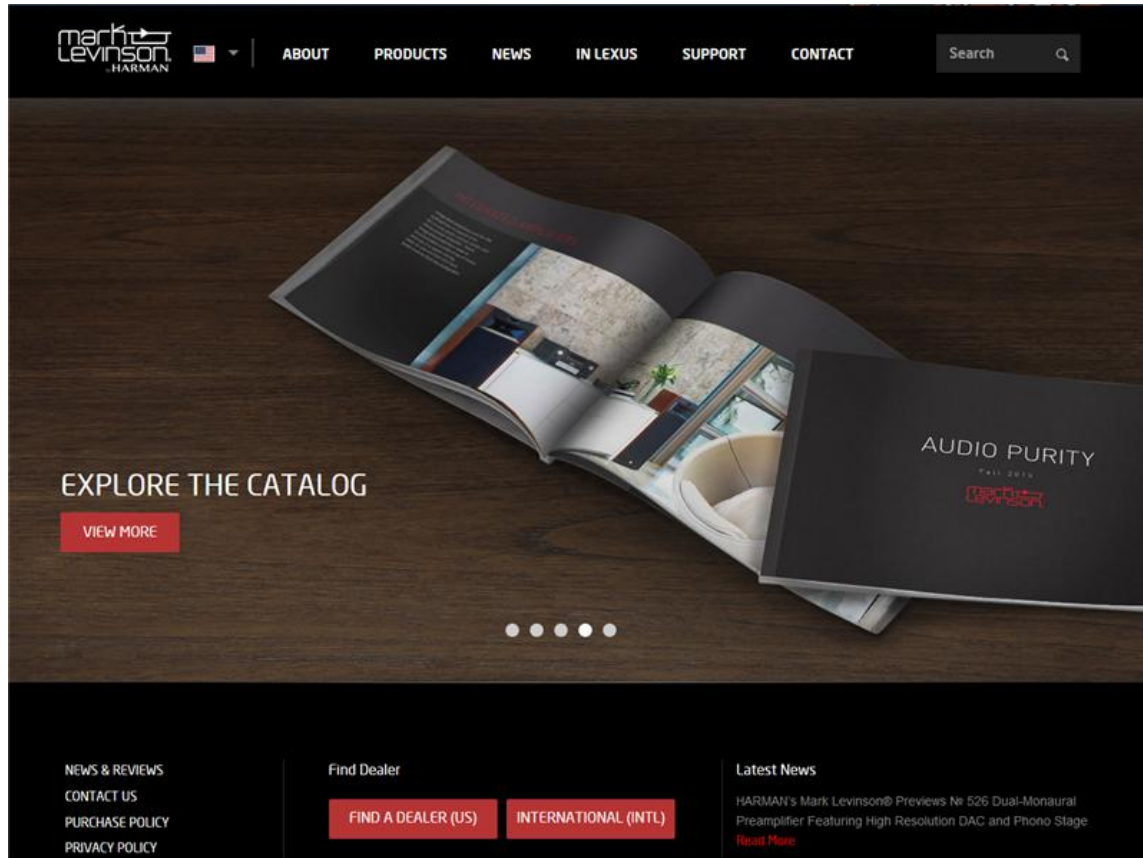 mark
Levinson.
by HARMAN
ABOUT
PRODUCTS
NEWS
IN LEXUS
SUPPORT
CONTACT
Search
AUDIO PURITY
mark
Levinson.
EXPLORE THE CATALOG
VIEW MORE
NEWS & REVIEWS
CONTACT US
PURCHASE POLICY
PRIVACY POLICY
Find Dealer
FIND A DEALER (US)
INTERNATIONAL (INTL)
Latest News
HARMAN's Mark Levinson® Previews № 526 Dual-Monaural
Preamplifier Featuring High Resolution DAC and Phono Stage
Read More